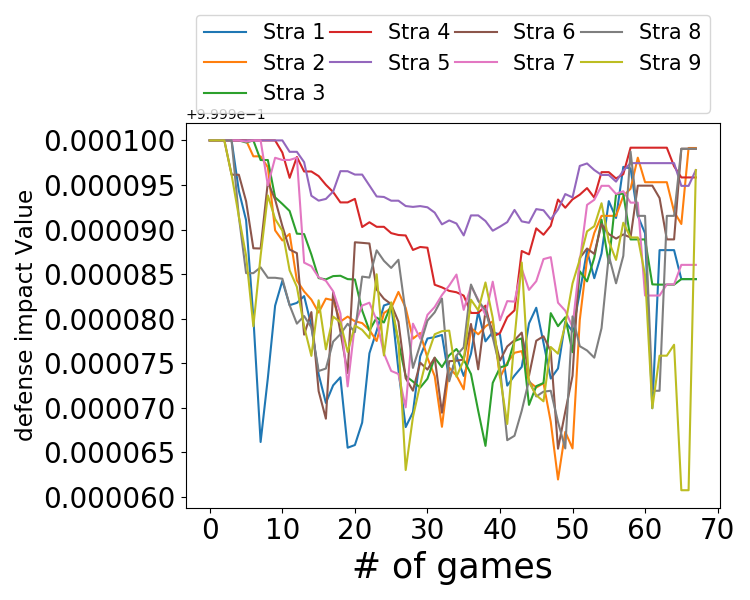 Stra 1 Stra 4 Stra 6 Stra 8
Stra 2 Stra 5 Stra 7 Stra 9
Stra 3
+9.999e−1
0.000100
0.000095
0.000090
0.000085
0.000080
0.000075
0.000070
0.000065
0.000060
defense impact Value
0 10 20 30 40 50 60 70
# of games